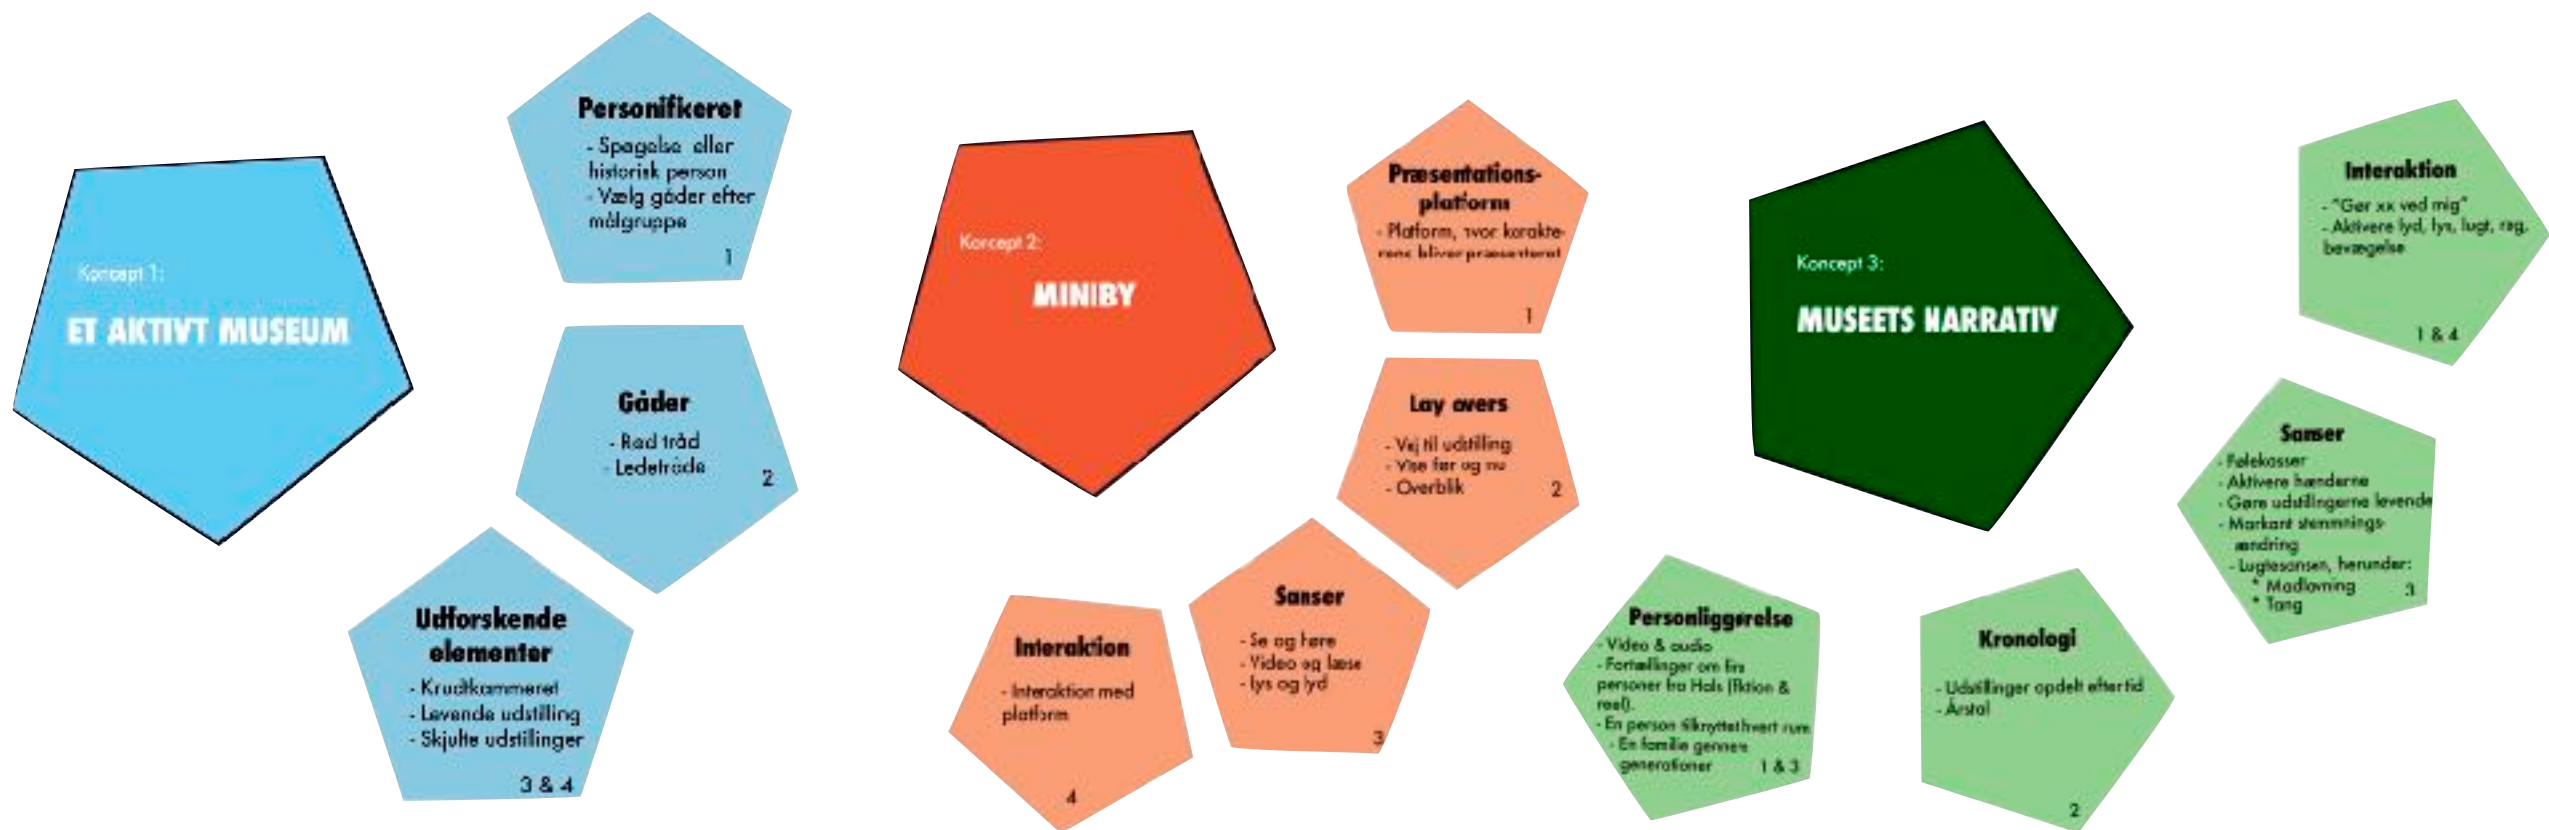 Koncept 1:
ET AKTIVT MUSEUM
Personificeret
- Spøgelse eller
historisk person
- Vælg gåder efter
målgruppe
1
Gåder
- Rød tråd
- Ledetråde
2
Udforskende
elementer
- Krudtkammeret
- Levende udstilling
- Skjulte udstillinger
3 & 4
Koncept 2:
MINIBY
Præsentations-
platform
- Platform, hvor karakte-
rene bliver præsenteret
1
Lay overs
- Vej til udstilling
- Vise før og nu
- Overblik
2
Sanser
- Se og høre
- Video og læse
- lys og lyd
3
Interaktion
- Interaktion med
platform
4
Koncept 3:
MUSEETS NARRATIV
Interaktion
- "Gør xx ved mig"
- Aktivere lyd, lys, lugt, røg,
bevægelse
1 & 4
Sanser
- Følekasser
- Aktivere hænderne
- Gøre udstillingerne levende
- Markant stemmnings-
ændring
- Lugtesansen, herunder:
* Madlavning
* Tang
3
Kronologi
- Udstillinger opdelt efter tid
- Årstal
2
Personliggørelse
- Video & audio
- Fortællinger om fire
personer fra Hals (fiktion &
reel).
- En person tilknyttet hvert rum
- En familie gennem
generationer
1 & 3